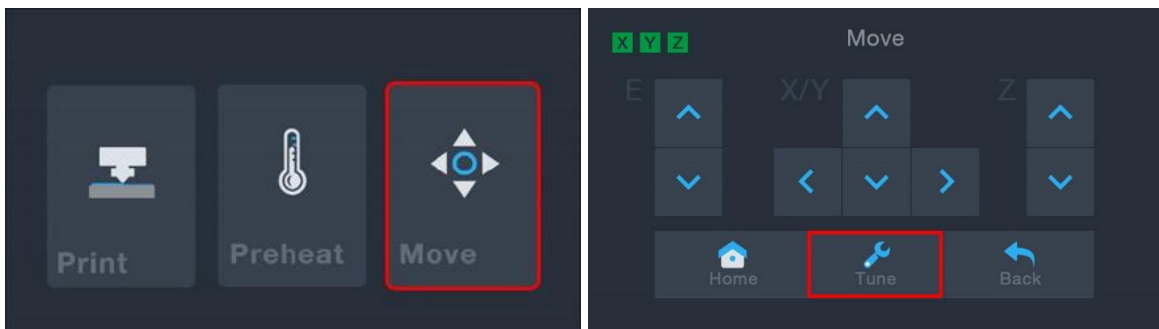 Print
Preheat
Move
X Y Z
Move
E
X/Y
Z
Home
Tune
Back